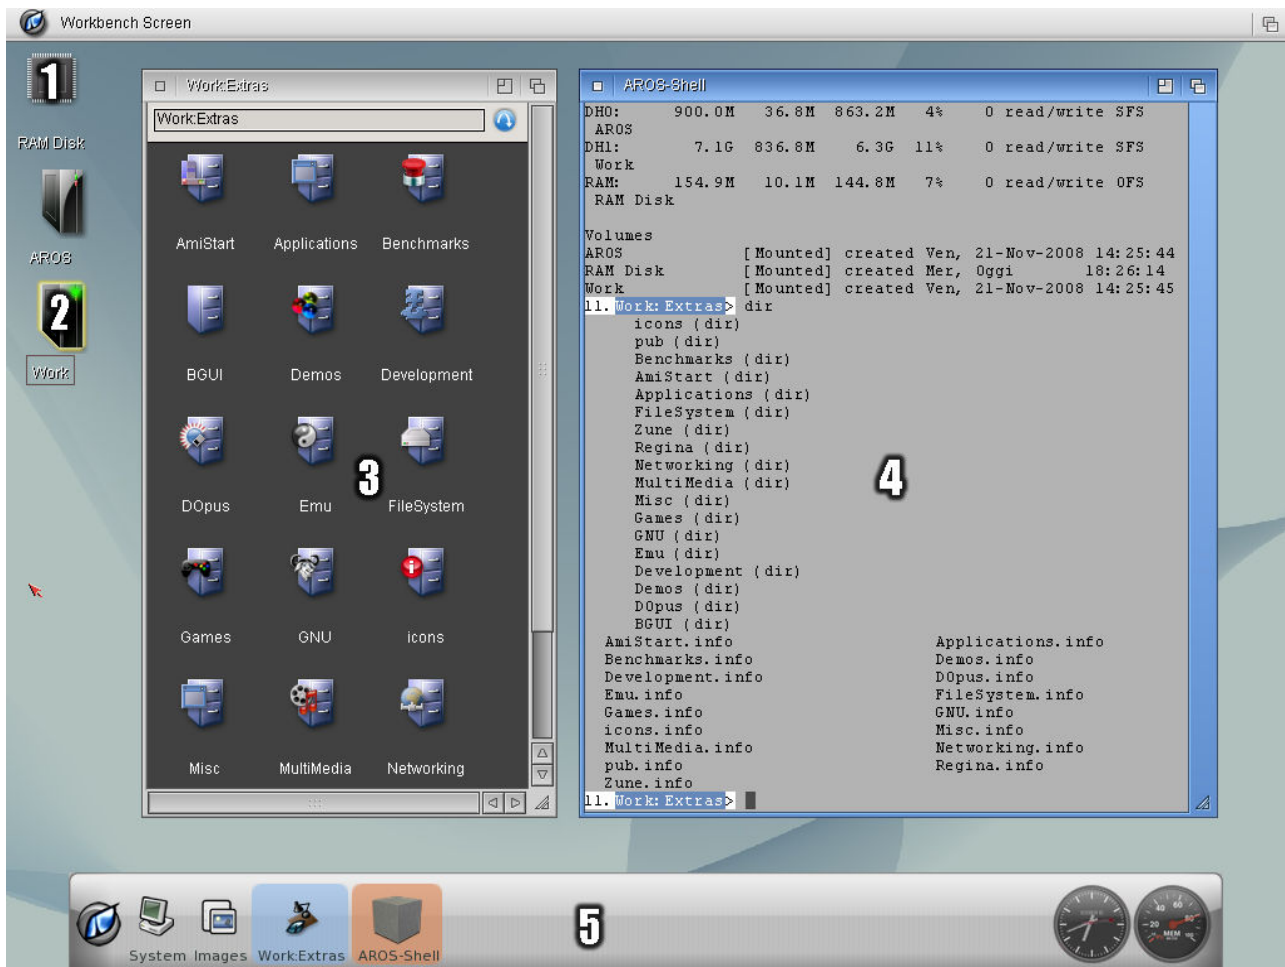 Workbench Screen
1
RAM Disk
AROS
2
Work
Work:Extras
Work:Extras
AmiStart Applications Benchmarks
BGUI Demos Development
3
DOpus Emu FileSystem
Games GNU icons
Misc MultiMedia Networking
AROS-Shell
DH0: 900.0M 36.8M 863.2M 4% 0 read/write SFS
AROS
DH1: 7.1G 836.8M 6.3G 11% 0 read/write SFS
Work
RAM: 154.9M 10.1M 144.8M 7% 0 read/write OFS
RAM Disk
Volumes
AROS [Mounted] created Ven, 21-Nov-2008 14:25:44
RAM Disk [Mounted] created Mer, Oggi 18:26:14
Work [Mounted] created Ven, 21-Nov-2008 14:25:45
11.Work:Extras> dir
icons (dir)
pub (dir)
Benchmarks (dir)
AmiStart (dir)
Applications (dir)
FileSystem (dir)
Zune (dir)
Regina (dir)
Networking (dir)
MultiMedia (dir)
4
Misc (dir)
Games (dir)
GNU (dir)
Emu (dir)
Development (dir)
Demos (dir)
DOpus (dir)
BGUI (dir)
AmiStart.info Applications.info
Benchmarks.info Demos.info
Development.info DOpus.info
Emu.info FileSystem.info
Games.info GNU.info
icons.info Misc.info
MultiMedia.info Networking.info
pub.info Regina.info
Zune.info
11.Work:Extras>
5
System Images Work:Extras AROS-Shell
20 40 60 80
MEM